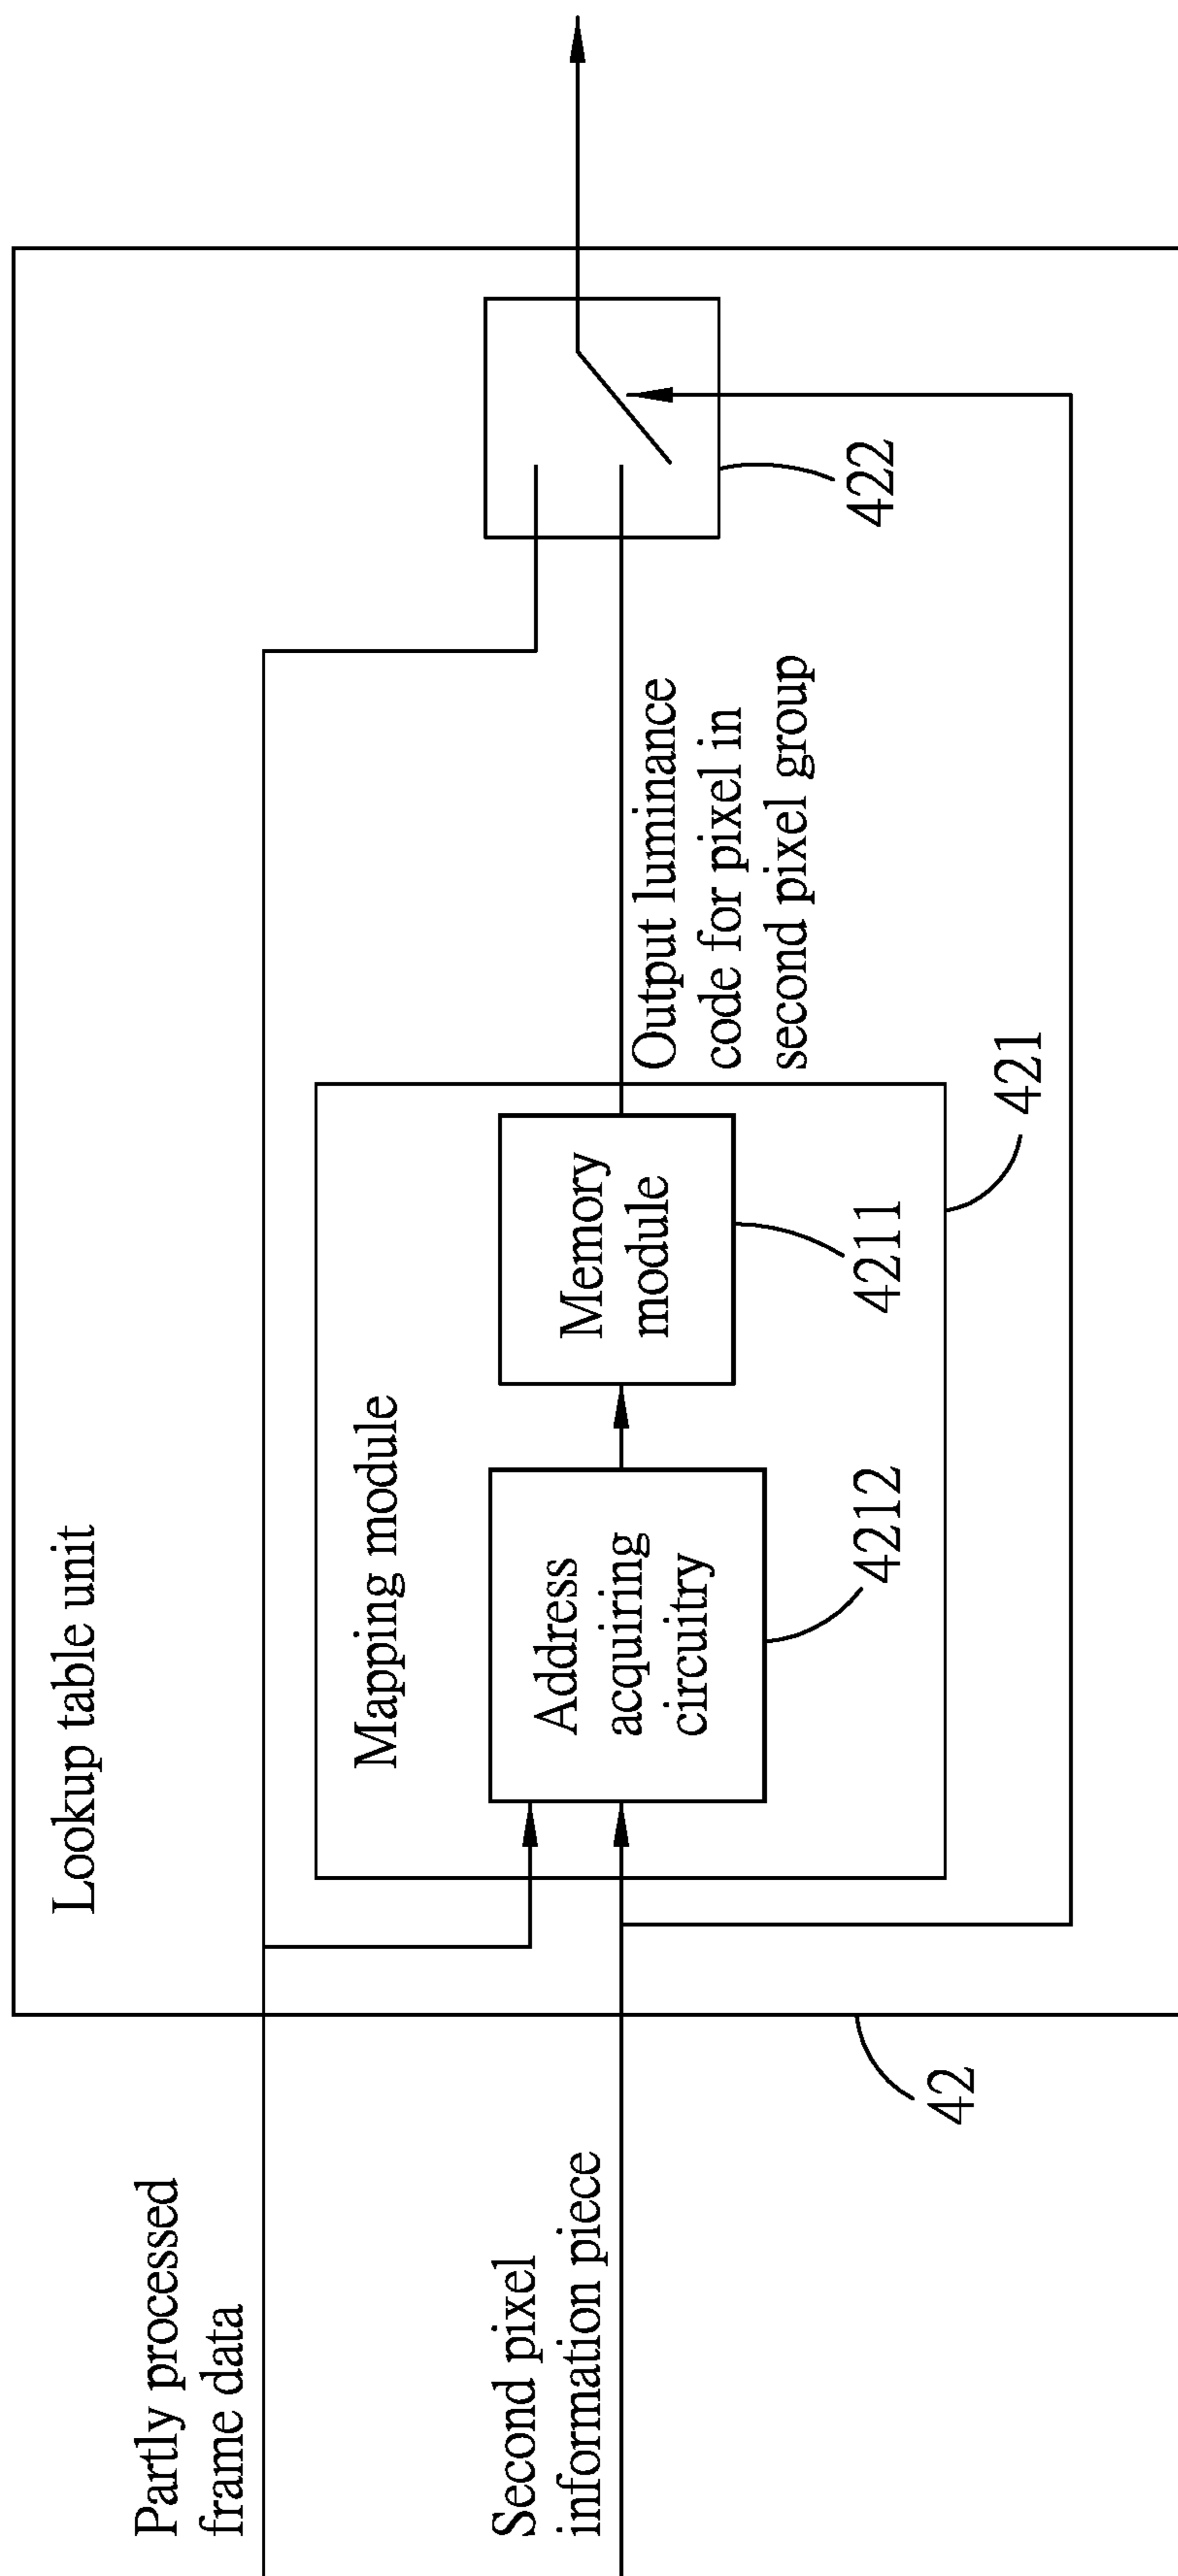 Lookup table unit
Partly processed
frame data
Mapping module
Second pixel
information piece
Address
acquiring
circuitry
Memory
module
Output luminance
code for pixel in
second pixel group
422
4212
4211
42
421